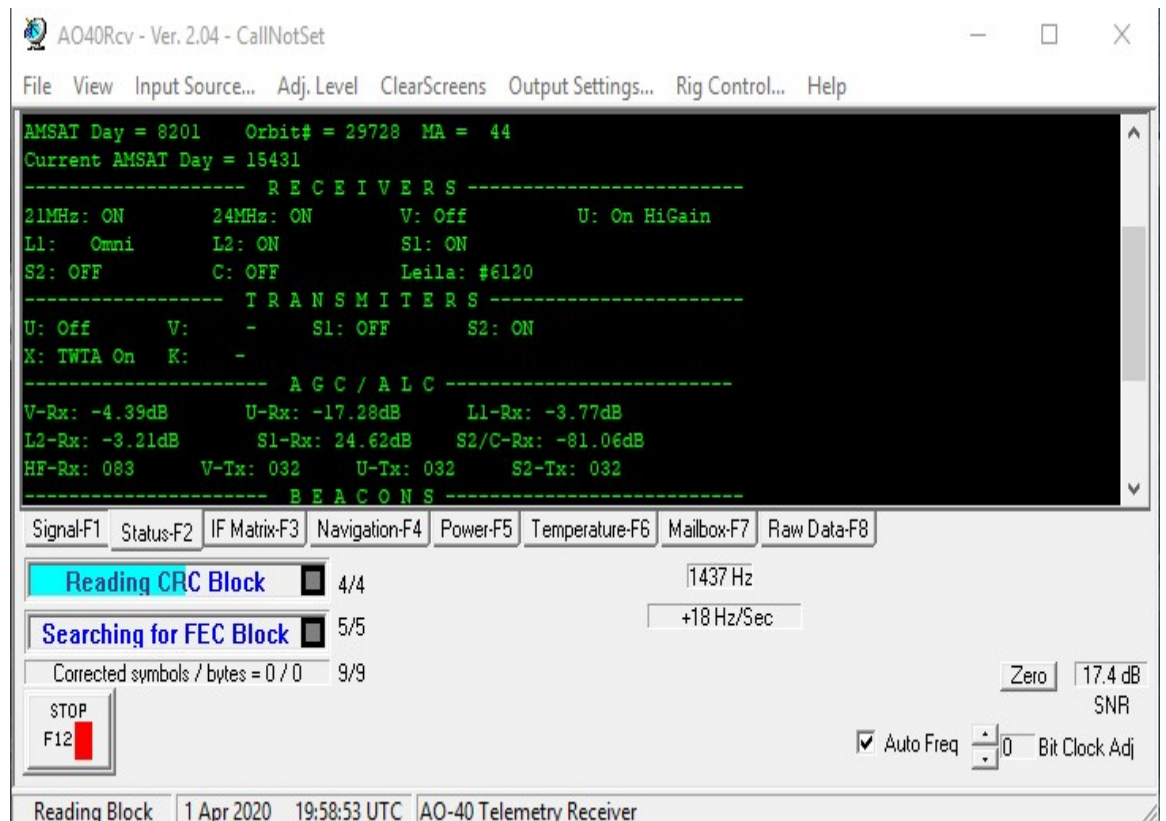 AO40Rcv - Ver. 2.04 - CallNotSet
File View Input Source... Adj. Level ClearScreens Output Settings... Rig Control... Help
AMSAT Day = 8201 Orbit# = 29728 MA = 44
Current AMSAT Day = 15431
-------------------- R E C E I V E R S -------------------------
21MHz: ON 24MHz: ON V: Off U: On HiGain
L1: Omni L2: ON S1: ON
S2: OFF C: OFF Leila: #6120
------------------ T R A N S M I T E R S -----------------------
U: Off V: - S1: OFF S2: ON
X: TWTA On K: -
---------------------- A G C / A L C --------------------------
V-Rx: -4.39dB U-Rx: -17.28dB L1-Rx: -3.77dB
L2-Rx: -3.21dB S1-Rx: 24.62dB S2/C-Rx: -81.06dB
HF-Rx: 083 V-Tx: 032 U-Tx: 032 S2-Tx: 032
---------------------- B E A C O N S ---------------------------
Signal-F1 Status-F2 IF Matrix-F3 Navigation-F4 Power-F5 Temperature-F6 Mailbox-F7 Raw Data-F8
Reading CRC Block 4/4 1437 Hz
Searching for FEC Block 5/5 +18 Hz/Sec
Corrected symbols / bytes = 0 / 0 9/9 Zero 17.4 dB
SNR
STOP
F12 Auto Freq 0 Bit Clock Adj
Reading Block 1 Apr 2020 19:58:53 UTC AO-40 Telemetry Receiver